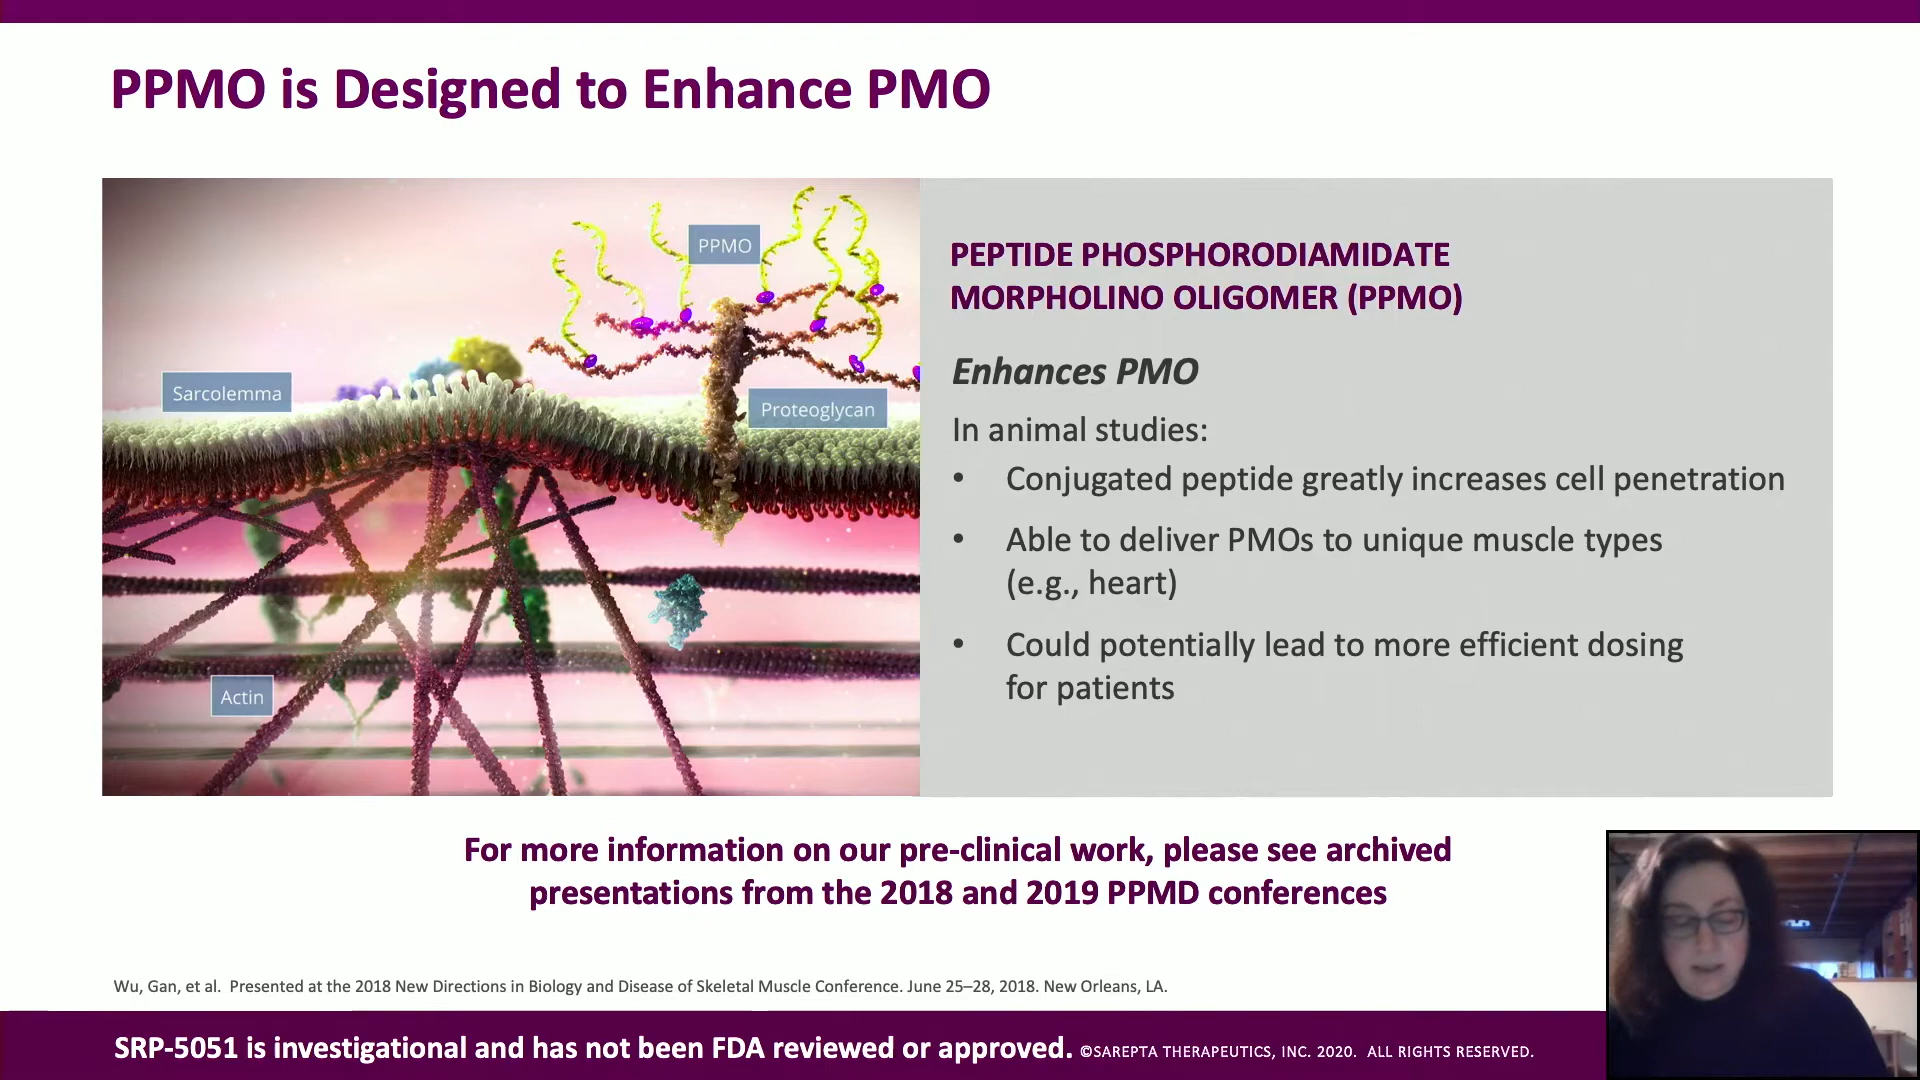 PPMO is Designed to Enhance PMO
PPMO
Sarcolemma
Proteoglycan
Actin
PEPTIDE PHOSPHORODIAMIDATE
MORPHOLINO OLIGOMER (PPMO)
Enhances PMO
In animal studies:
• Conjugated peptide greatly increases cell penetration
• Able to deliver PMOs to unique muscle types
(e.g., heart)
• Could potentially lead to more efficient dosing
for patients
For more information on our pre-clinical work, please see archived
presentations from the 2018 and 2019 PPMD conferences
Wu, Gan, et al. Presented at the 2018 New Directions in Biology and Disease of Skeletal Muscle Conference. June 25–28, 2018. New Orleans, LA.
SRP-5051 is investigational and has not been FDA reviewed or approved. ©SAREPTA THERAPEUTICS, INC. 2020. ALL RIGHTS RESERVED.